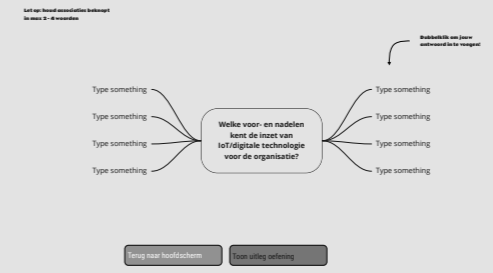 Let op: houd associaties beknopt
in max 2 - 4 woorden
Dubbelklik om jouw
antwoord in te voegen!
Type something
Type something
Type something
Type something
Welke voor- en nadelen
kent de inzet van
IoT/digitale technologie
voor de organisatie?
Type something
Type something
Type something
Type something
Terug naar hoofdscherm
Toon uitleg oefening